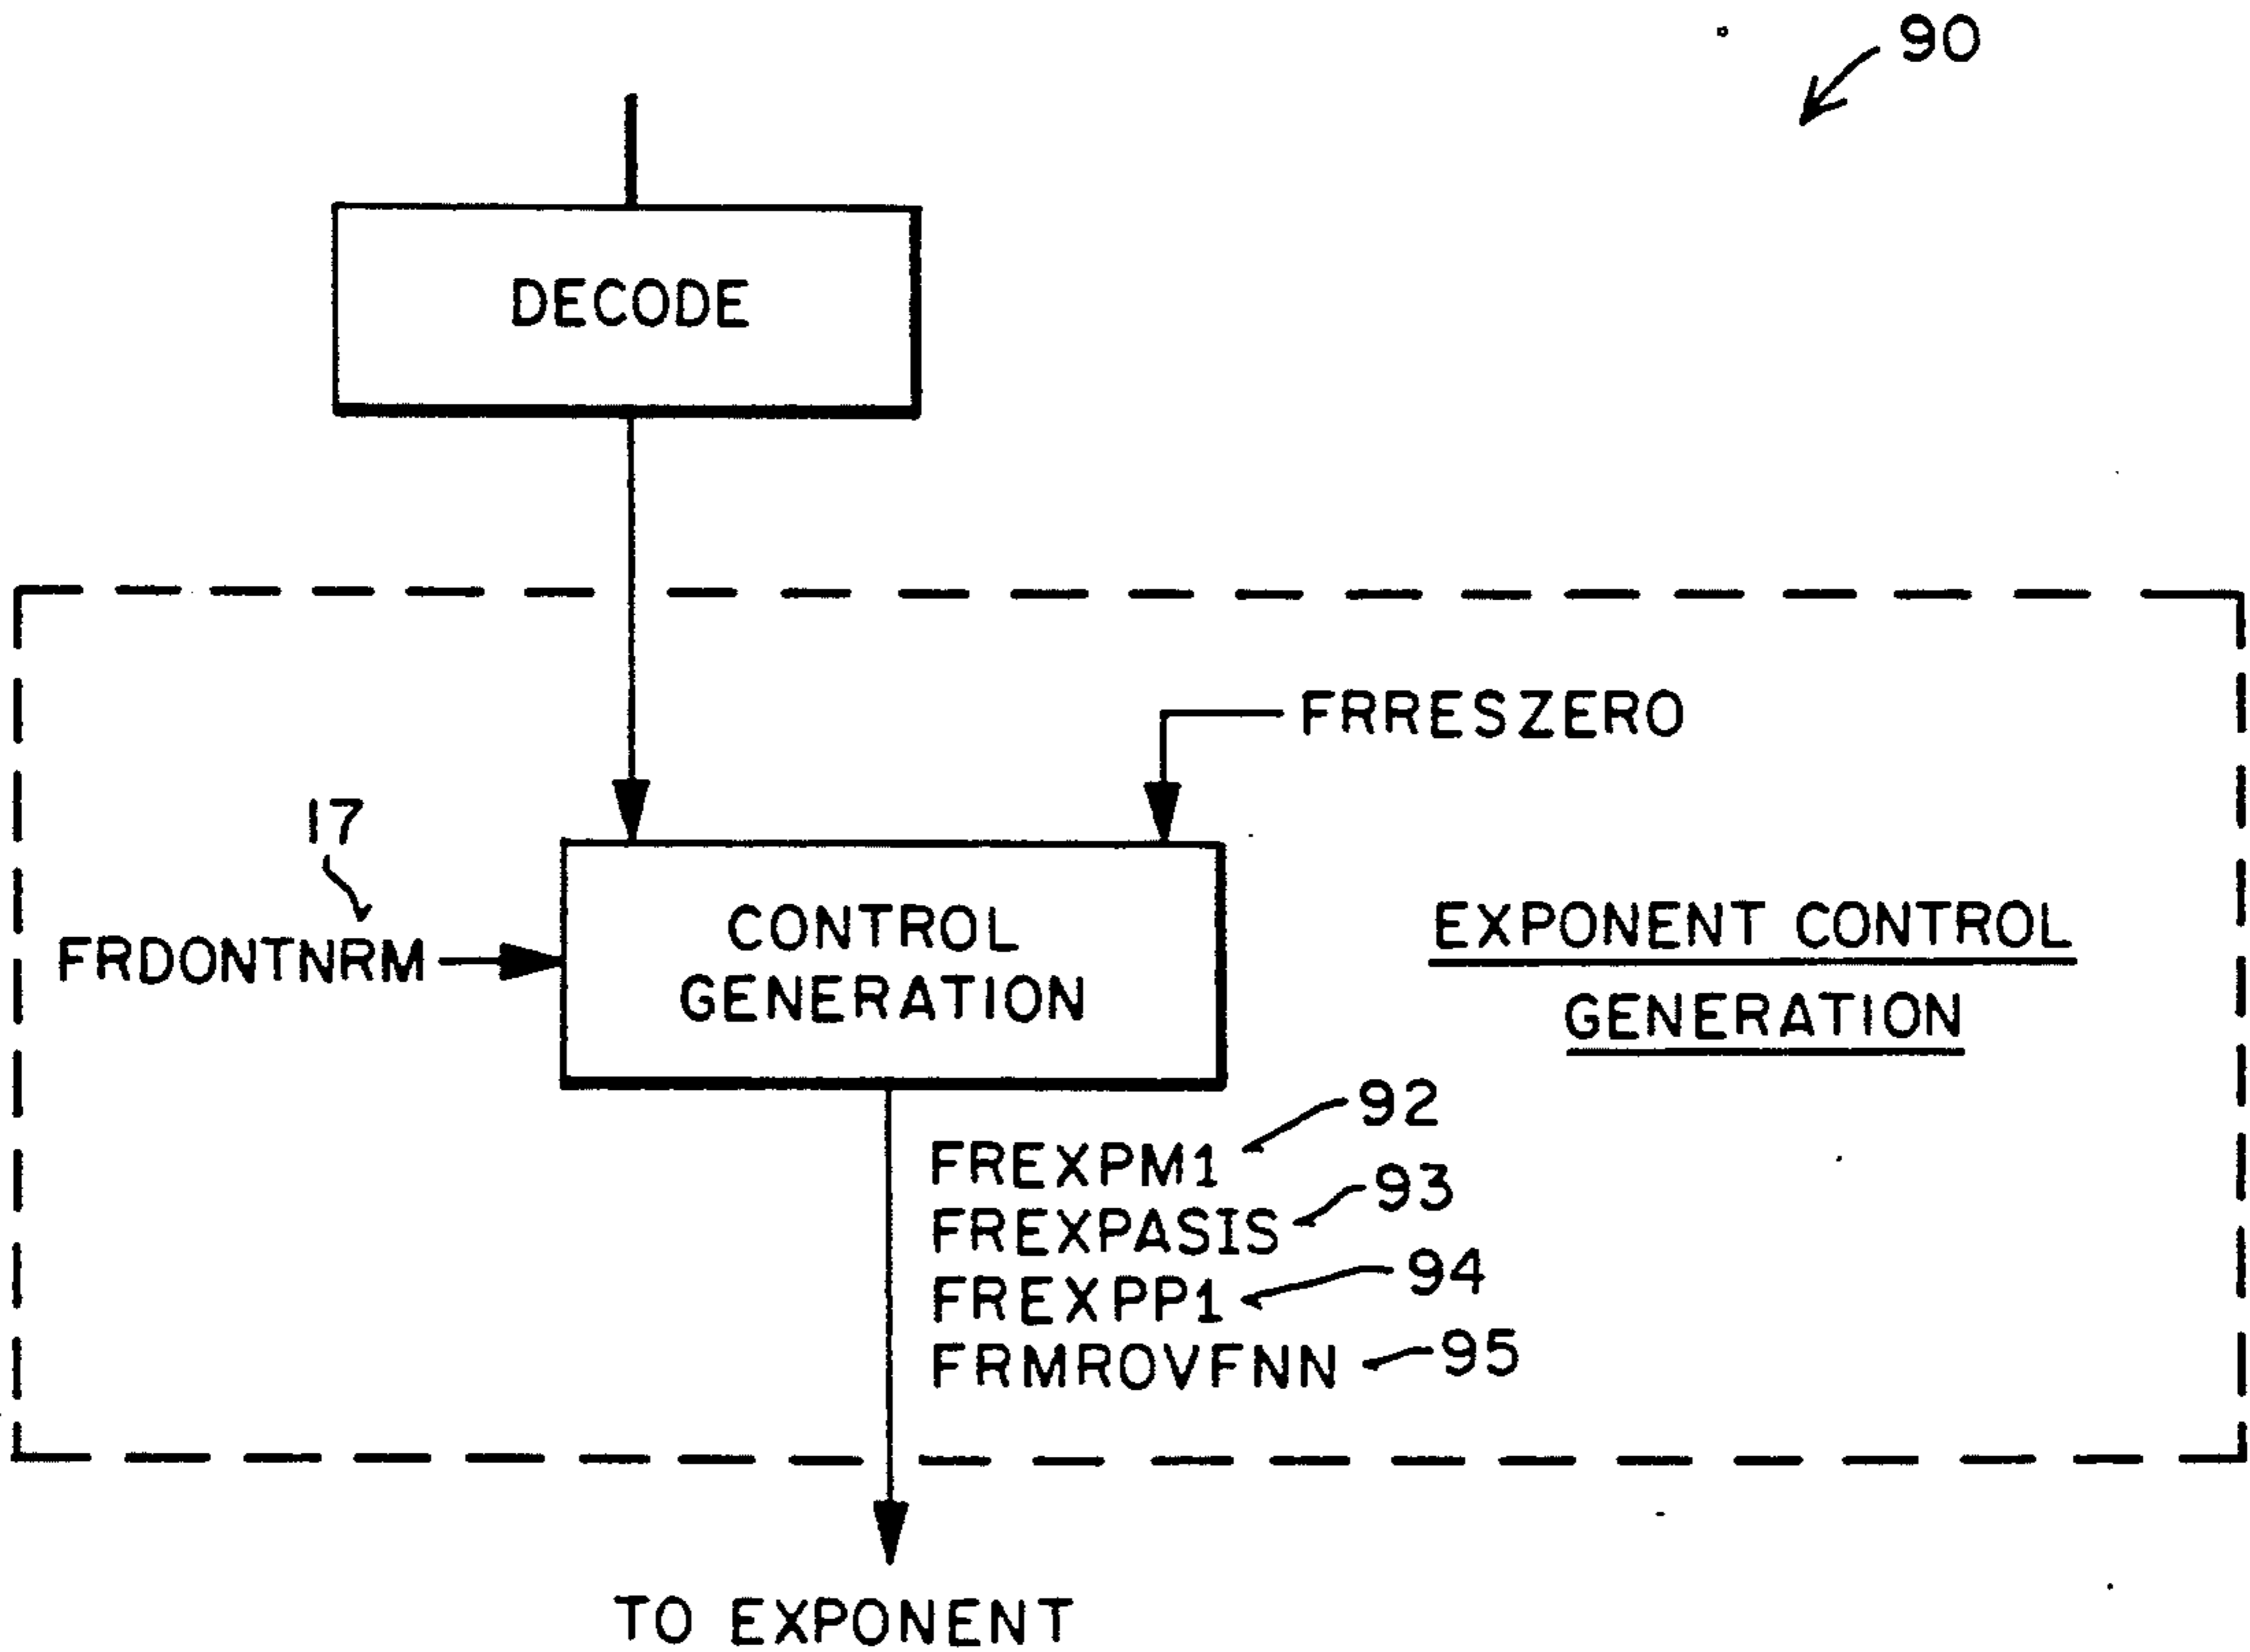 90
DECODE
FRRESZERO
17
FRDONTNRM
CONTROL
GENERATION
EXPONENT CONTROL
GENERATION
FREXPM1 92
FREXPASIS 93
FREXPP1 94
FRMROVFNN 95
TO EXPONENT